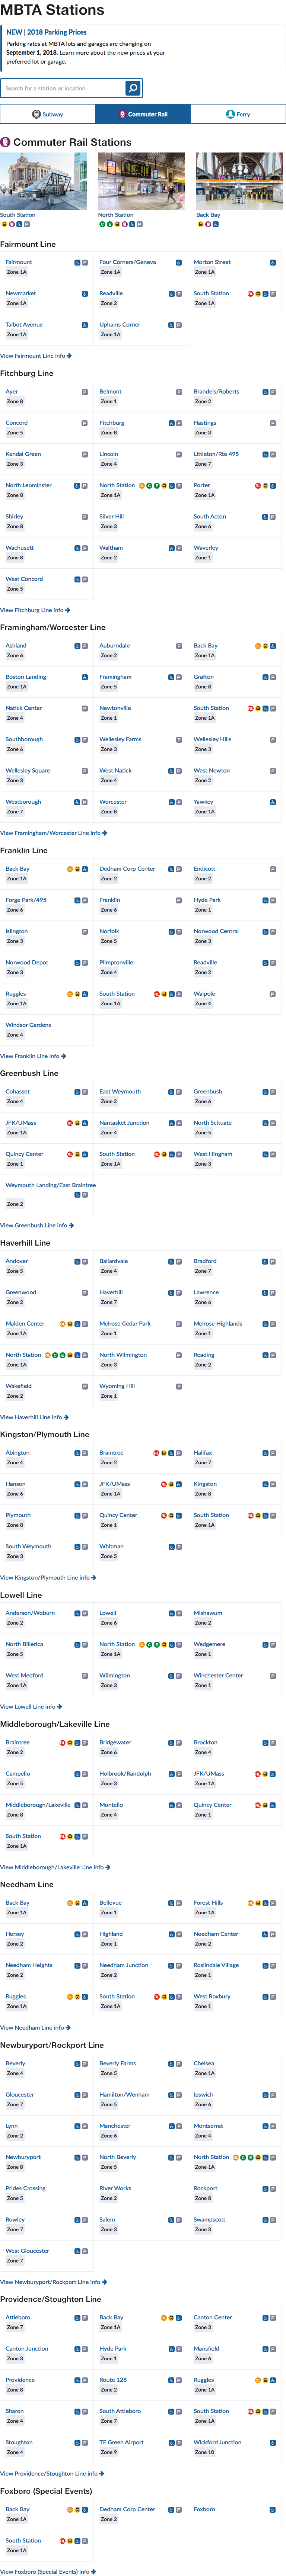 MBTA Stations
NEW | 2018 Parking Prices
Parking rates at MBTA lots and garages are changing on
September 1, 2018. Learn more about the new prices at your
preferred lot or garage.
Search for a station or location
Subway Commuter Rail Ferry
Commuter Rail Stations
South Station North Station Back Bay
Fairmount Line
Fairmount Four Corners/Geneva Morton Street
Zone 1A Zone 1A Zone 1A
Newmarket Readville South Station
Zone 1A Zone 2 Zone 1A
Talbot Avenue Uphams Corner
Zone 1A Zone 1A
View Fairmount Line info
Fitchburg Line
Ayer Belmont Brandeis/Roberts
Zone 8 Zone 1 Zone 2
Concord Fitchburg Hastings
Zone 5 Zone 8 Zone 3
Kendal Green Lincoln Littleton/Rte 495
Zone 3 Zone 4 Zone 7
North Leominster North Station Porter
Zone 8 Zone 1A Zone 1A
Shirley Silver Hill South Acton
Zone 8 Zone 3 Zone 6
Wachusett Waltham Waverley
Zone 8 Zone 2 Zone 1
West Concord
Zone 5
View Fitchburg Line info
Framingham/Worcester Line
Ashland Auburndale Back Bay
Zone 6 Zone 2 Zone 1A
Boston Landing Framingham Grafton
Zone 1A Zone 5 Zone 8
Natick Center Newtonville South Station
Zone 4 Zone 1 Zone 1A
Southborough Wellesley Farms Wellesley Hills
Zone 6 Zone 3 Zone 3
Wellesley Square West Natick West Newton
Zone 3 Zone 4 Zone 2
Westborough Worcester Yawkey
Zone 7 Zone 8 Zone 1A
View Framingham/Worcester Line info
Franklin Line
Back Bay Dedham Corp Center Endicott
Zone 1A Zone 2 Zone 2
Forge Park/495 Franklin Hyde Park
Zone 6 Zone 6 Zone 1
Islington Norfolk Norwood Central
Zone 3 Zone 5 Zone 3
Norwood Depot Plimptonville Readville
Zone 3 Zone 4 Zone 2
Ruggles South Station Walpole
Zone 1A Zone 1A Zone 4
Windsor Gardens
Zone 4
View Franklin Line info
Greenbush Line
Cohasset East Weymouth Greenbush
Zone 4 Zone 2 Zone 6
JFK/UMass Nantasket Junction North Scituate
Zone 1A Zone 4 Zone 5
Quincy Center South Station West Hingham
Zone 1 Zone 1A Zone 3
Weymouth Landing/East Braintree
Zone 2
View Greenbush Line info
Haverhill Line
Andover Ballardvale Bradford
Zone 5 Zone 4 Zone 7
Greenwood Haverhill Lawrence
Zone 2 Zone 7 Zone 6
Malden Center Melrose Cedar Park Melrose Highlands
Zone 1A Zone 1 Zone 1
North Station North Wilmington Reading
Zone 1A Zone 3 Zone 2
Wakefield Wyoming Hill
Zone 2 Zone 1
View Haverhill Line info
Kingston/Plymouth Line
Abington Braintree Halifax
Zone 4 Zone 2 Zone 7
Hanson JFK/UMass Kingston
Zone 6 Zone 1A Zone 8
Plymouth Quincy Center South Station
Zone 8 Zone 1 Zone 1A
South Weymouth Whitman
Zone 3 Zone 5
View Kingston/Plymouth Line info
Lowell Line
Anderson/Woburn Lowell Mishawum
Zone 2 Zone 6 Zone 2
North Billerica North Station Wedgemere
Zone 5 Zone 1A Zone 1
West Medford Wilmington Winchester Center
Zone 1A Zone 3 Zone 1
View Lowell Line info
Middleborough/Lakeville Line
Braintree Bridgewater Brockton
Zone 2 Zone 6 Zone 4
Campello Holbrook/Randolph JFK/UMass
Zone 5 Zone 3 Zone 1A
Middleborough/Lakeville Montello Quincy Center
Zone 8 Zone 4 Zone 1
South Station
Zone 1A
View Middleborough/Lakeville Line info
Needham Line
Back Bay Bellevue Forest Hills
Zone 1A Zone 1 Zone 1A
Hersey Highland Needham Center
Zone 2 Zone 1 Zone 2
Needham Heights Needham Junction Roslindale Village
Zone 2 Zone 2 Zone 1
Ruggles South Station West Roxbury
Zone 1A Zone 1A Zone 1
View Needham Line info
Newburyport/Rockport Line
Beverly Beverly Farms Chelsea
Zone 4 Zone 5 Zone 1A
Gloucester Hamilton/Wenham Ipswich
Zone 7 Zone 5 Zone 6
Lynn Manchester Montserrat
Zone 2 Zone 6 Zone 4
Newburyport North Beverly North Station
Zone 8 Zone 5 Zone 1A
Prides Crossing River Works Rockport
Zone 5 Zone 2 Zone 8
Rowley Salem Swampscott
Zone 7 Zone 3 Zone 3
West Gloucester
Zone 7
View Newburyport/Rockport Line info
Providence/Stoughton Line
Attleboro Back Bay Canton Center
Zone 7 Zone 1A Zone 3
Canton Junction Hyde Park Mansfield
Zone 3 Zone 1 Zone 6
Providence Route 128 Ruggles
Zone 8 Zone 2 Zone 1A
Sharon South Attleboro South Station
Zone 4 Zone 7 Zone 1A
Stoughton TF Green Airport Wickford Junction
Zone 4 Zone 9 Zone 10
View Providence/Stoughton Line info
Foxboro (Special Events)
Back Bay Dedham Corp Center Foxboro
Zone 1A Zone 2
South Station
Zone 1A
View Foxboro (Special Events) info